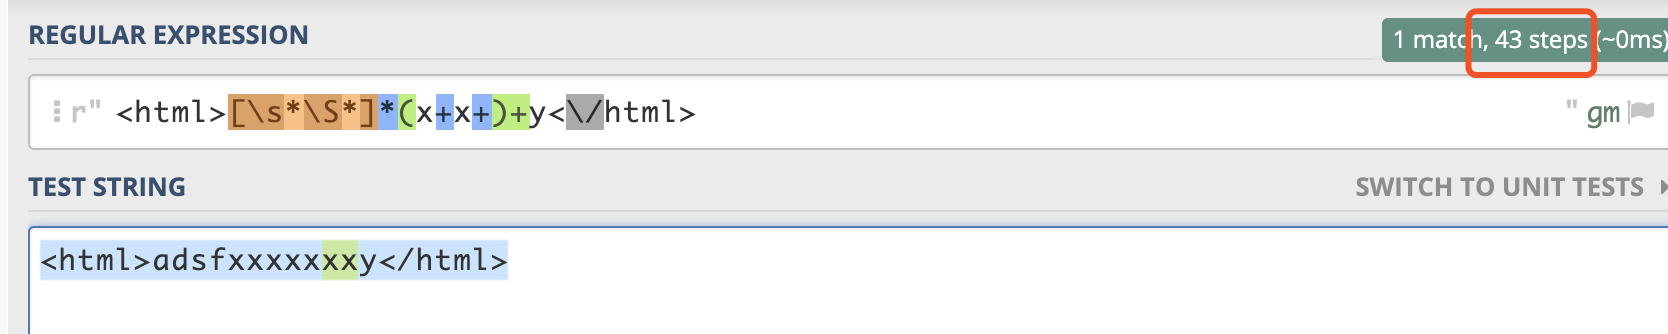 REGULAR EXPRESSION
1 match, 43 steps (~0ms)
r" <html>[\s*\S*]*(x+x+)+y<\/html> " gm
TEST STRING
SWITCH TO UNIT TESTS
<html>adsfxxxxxxxy</html>